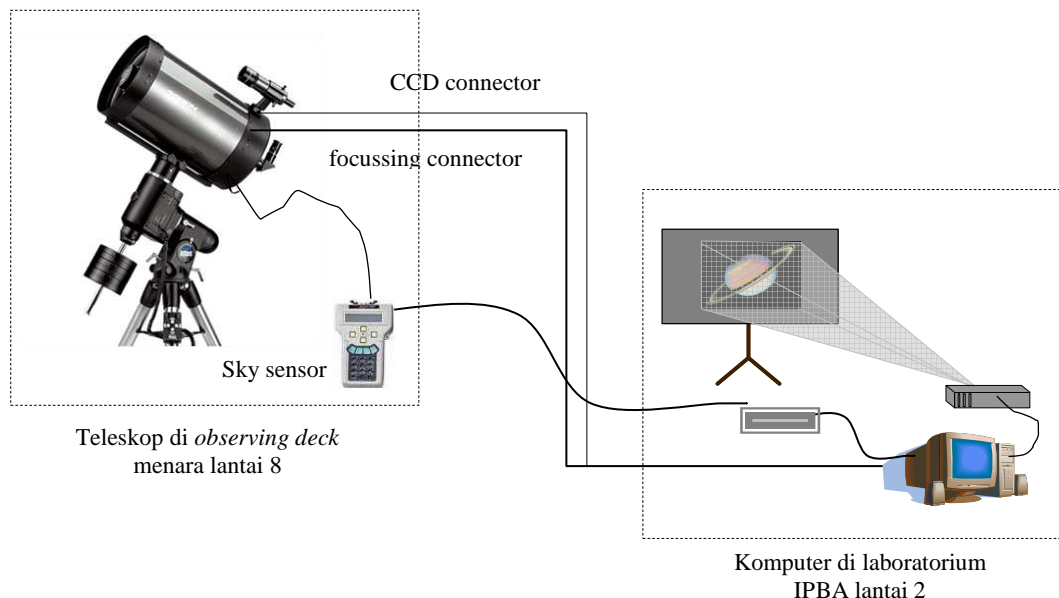 CCD connector
focussing connector
Sky sensor
Teleskop di observing deck
menara lantai 8
Komputer di laboratorium
IPBA lantai 2